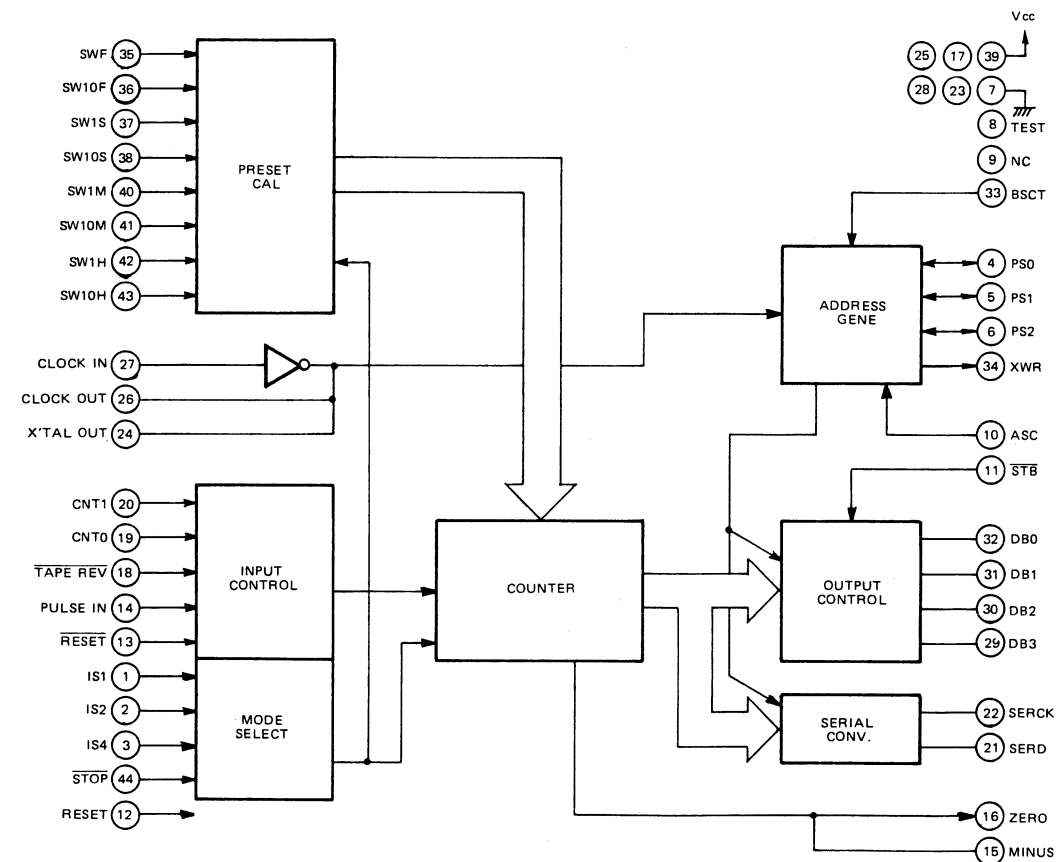 Vcc
SWF 35
SW10F 36
SW1S 37
SW10S 38
SW1M 40
SW10M 41
SW1H 42
SW10H 43
PRESET
CAL
25 17 39
28 23 7
8 TEST
9 NC
33 BSCT
ADDRESS
GENE
4 PS0
5 PS1
6 PS2
34 XWR
CLOCK IN 27
CLOCK OUT 26
X'TAL OUT 24
10 ASC
11 STB
CNT1 20
CNT0 19
TAPE REV 18
PULSE IN 14
RESET 13
INPUT
CONTROL
COUNTER
OUTPUT
CONTROL
32 DB0
31 DB1
30 DB2
29 DB3
IS1 1
IS2 2
IS4 3
STOP 44
RESET 12
MODE
SELECT
SERIAL
CONV.
22 SERCK
21 SERD
16 ZERO
15 MINUS